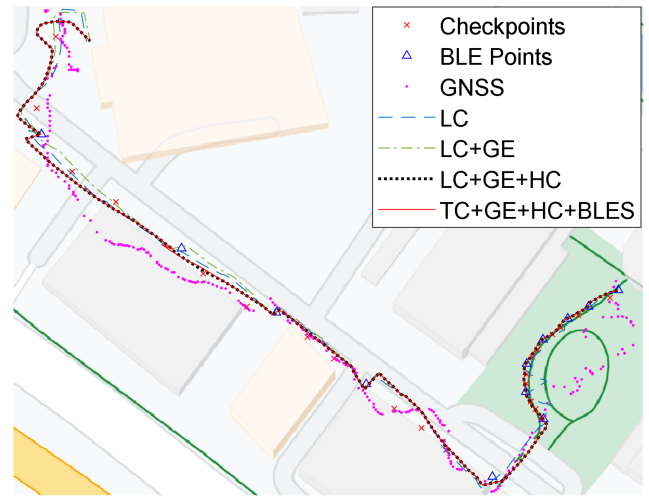 Checkpoints
BLE Points
GNSS
LC
LC+GE
LC+GE+HC
TC+GE+HC+BLES